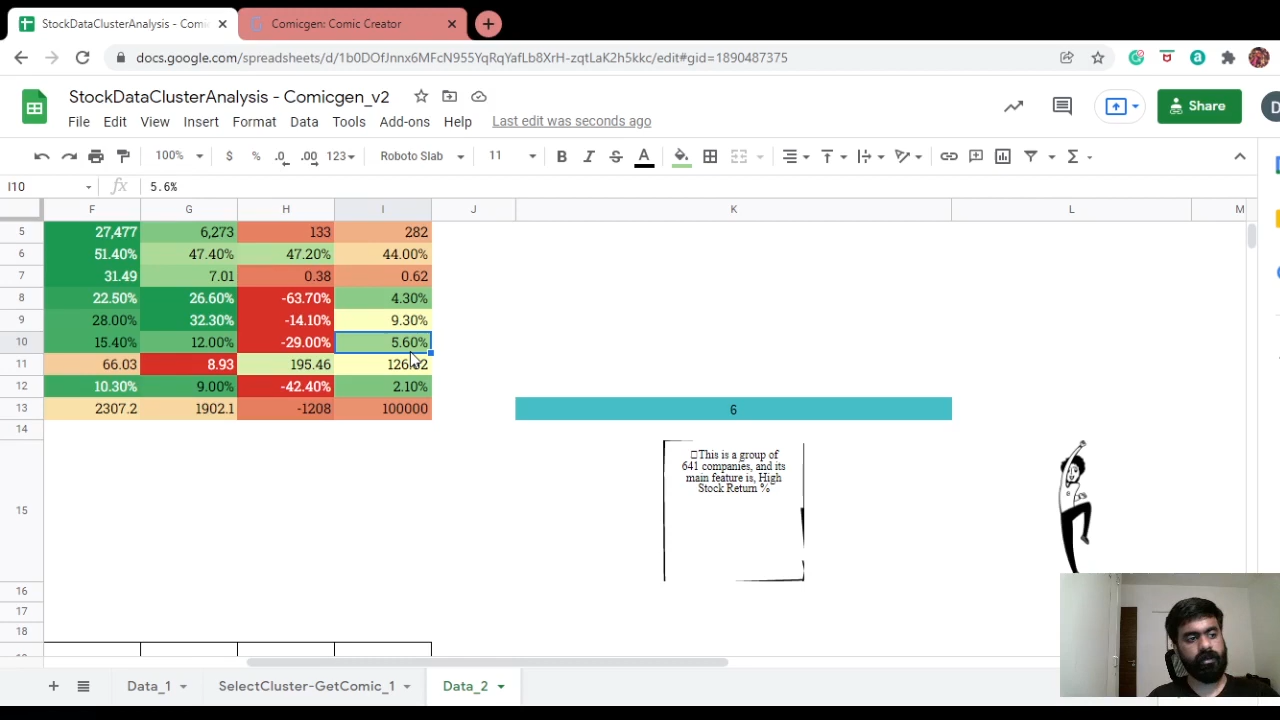 StockDataClusterAnalysis - Comi
Comicgen: Comic Creator
docs.google.com/spreadsheets/d/1b0DOfJnnx6MFcN955YqRqYafLb8XrH-zqtLaK2h5kkc/edit#gid=1890487375
StockDataClusterAnalysis - Comicgen_v2
Share
File Edit View Insert Format Data Tools Add-ons Help Last edit was seconds ago
100% $ % .0 .00 123 Roboto Slab 11 B I S A
I10 fx 5.6%
F G H I J K L M
5 27,477 6,273 133 282
6 51.40% 47.40% 47.20% 44.00%
7 31.49 7.01 0.38 0.62
8 22.50% 26.60% -63.70% 4.30%
9 28.00% 32.30% -14.10% 9.30%
10 15.40% 12.00% -29.00% 5.60%
11 66.03 8.93 195.46
12 10.30% 9.00% -42.40% 2.10%
13 2307.2 1902.1 -1208 100000 6
14
This is a group of
641 companies, and its
main feature is, High
Stock Return %
15
16
17
18
Data_1 SelectCluster-GetComic_1 Data_2